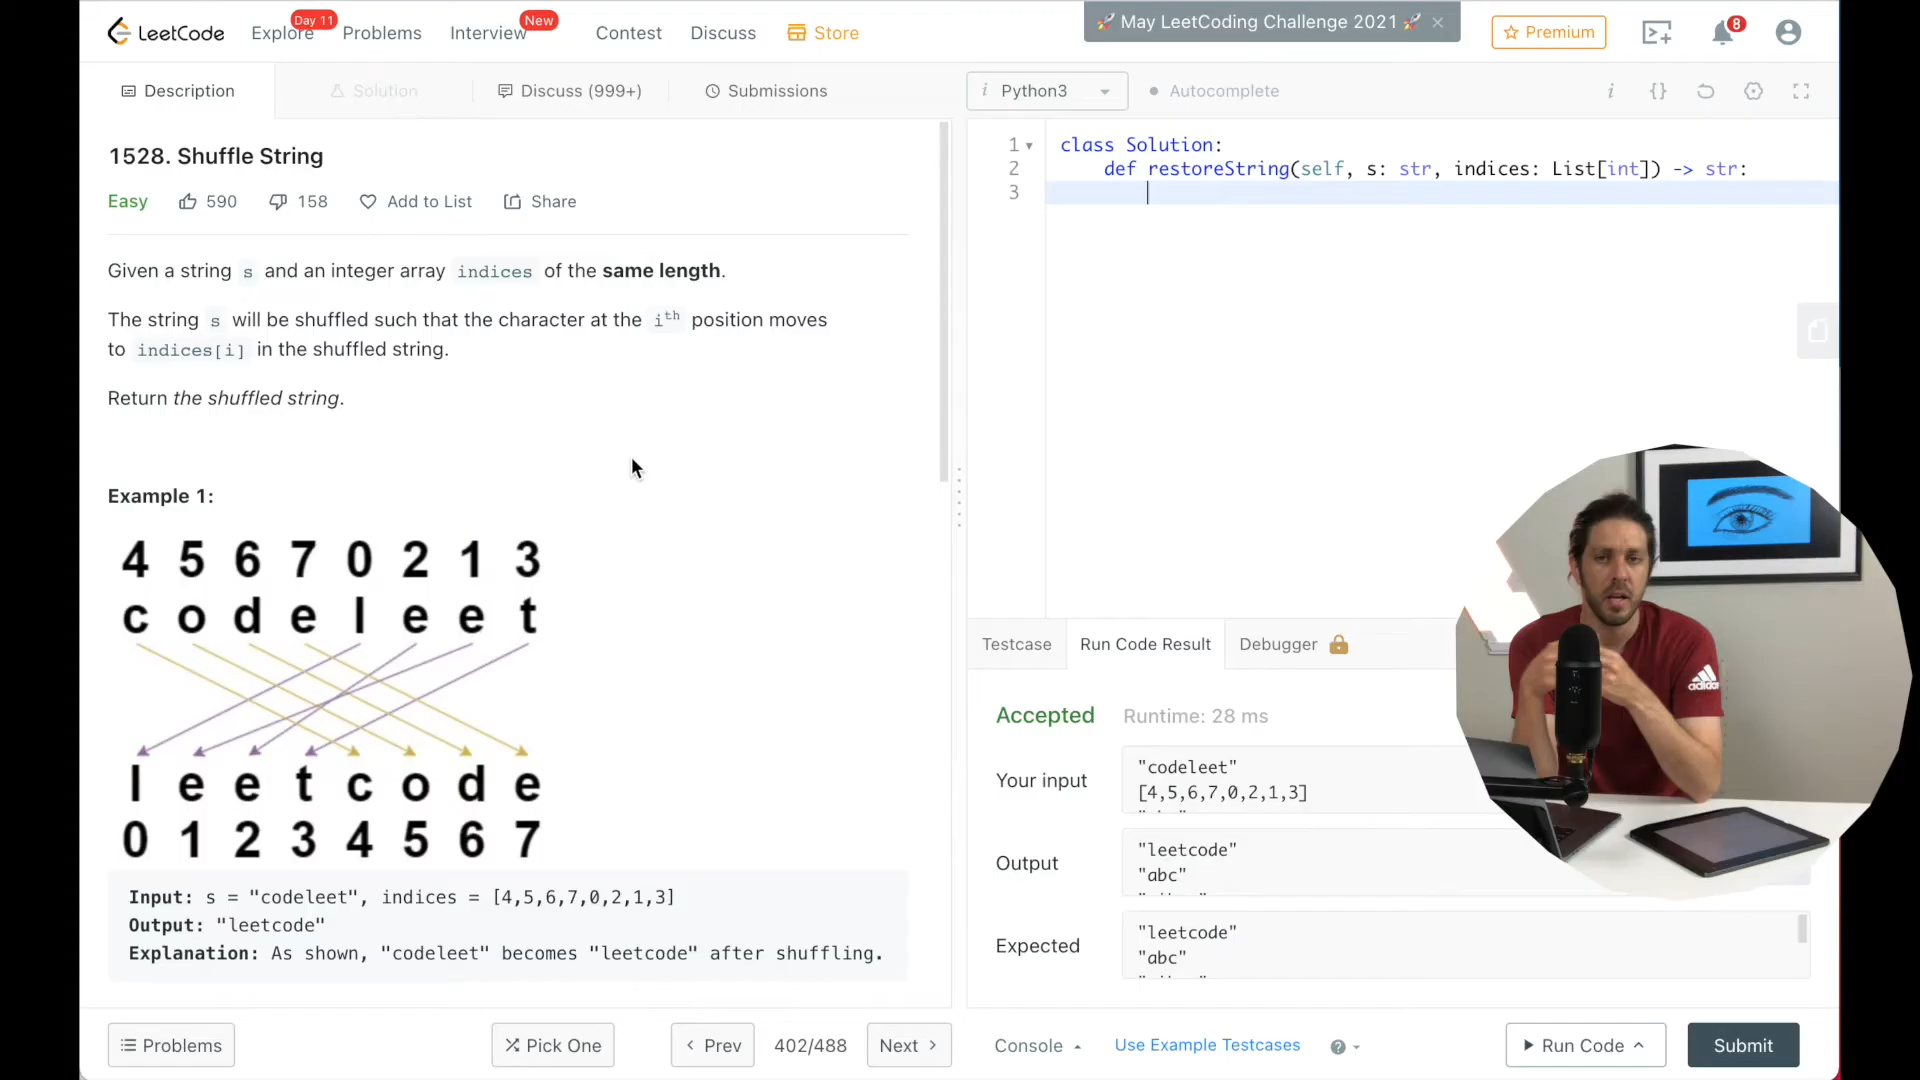 LeetCode
Explore
Day 11
Problems
Interview
New
Contest
Discuss
Store
🚀 May LeetCoding Challenge 2021 🚀 ×
Premium
8
Description
Solution
Discuss (999+)
Submissions
i Python3
Autocomplete
i {}
1528. Shuffle String
Easy 590 158 Add to List Share
Given a string s and an integer array indices of the same length.
The string s will be shuffled such that the character at the ith position moves
to indices[i] in the shuffled string.
Return the shuffled string.
Example 1:
4 5 6 7 0 2 1 3
c o d e l e e t
l e e t c o d e
0 1 2 3 4 5 6 7
Input: s = "codeleet", indices = [4,5,6,7,0,2,1,3]
Output: "leetcode"
Explanation: As shown, "codeleet" becomes "leetcode" after shuffling.
1 class Solution:
2 def restoreString(self, s: str, indices: List[int]) -> str:
3
Testcase
Run Code Result
Debugger
Accepted Runtime: 28 ms
Your input
"codeleet"
[4,5,6,7,0,2,1,3]
Output
"leetcode"
"abc"
Expected
"leetcode"
"abc"
adidas
Problems
Pick One
< Prev
402/488
Next >
Console
Use Example Testcases
?
Run Code
Submit